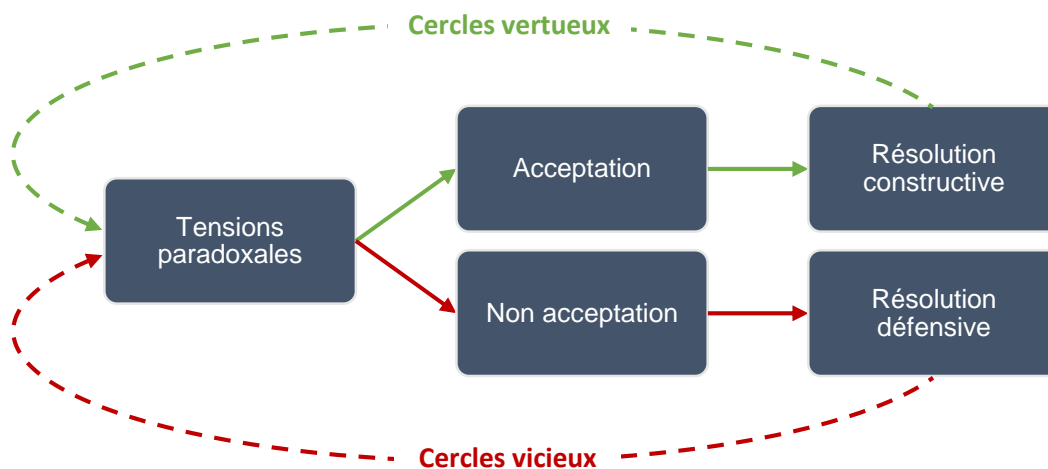 Cercles vertueux
Acceptation
Résolution
constructive
Tensions
paradoxales
Non acceptation
Résolution
défensive
Cercles vicieux